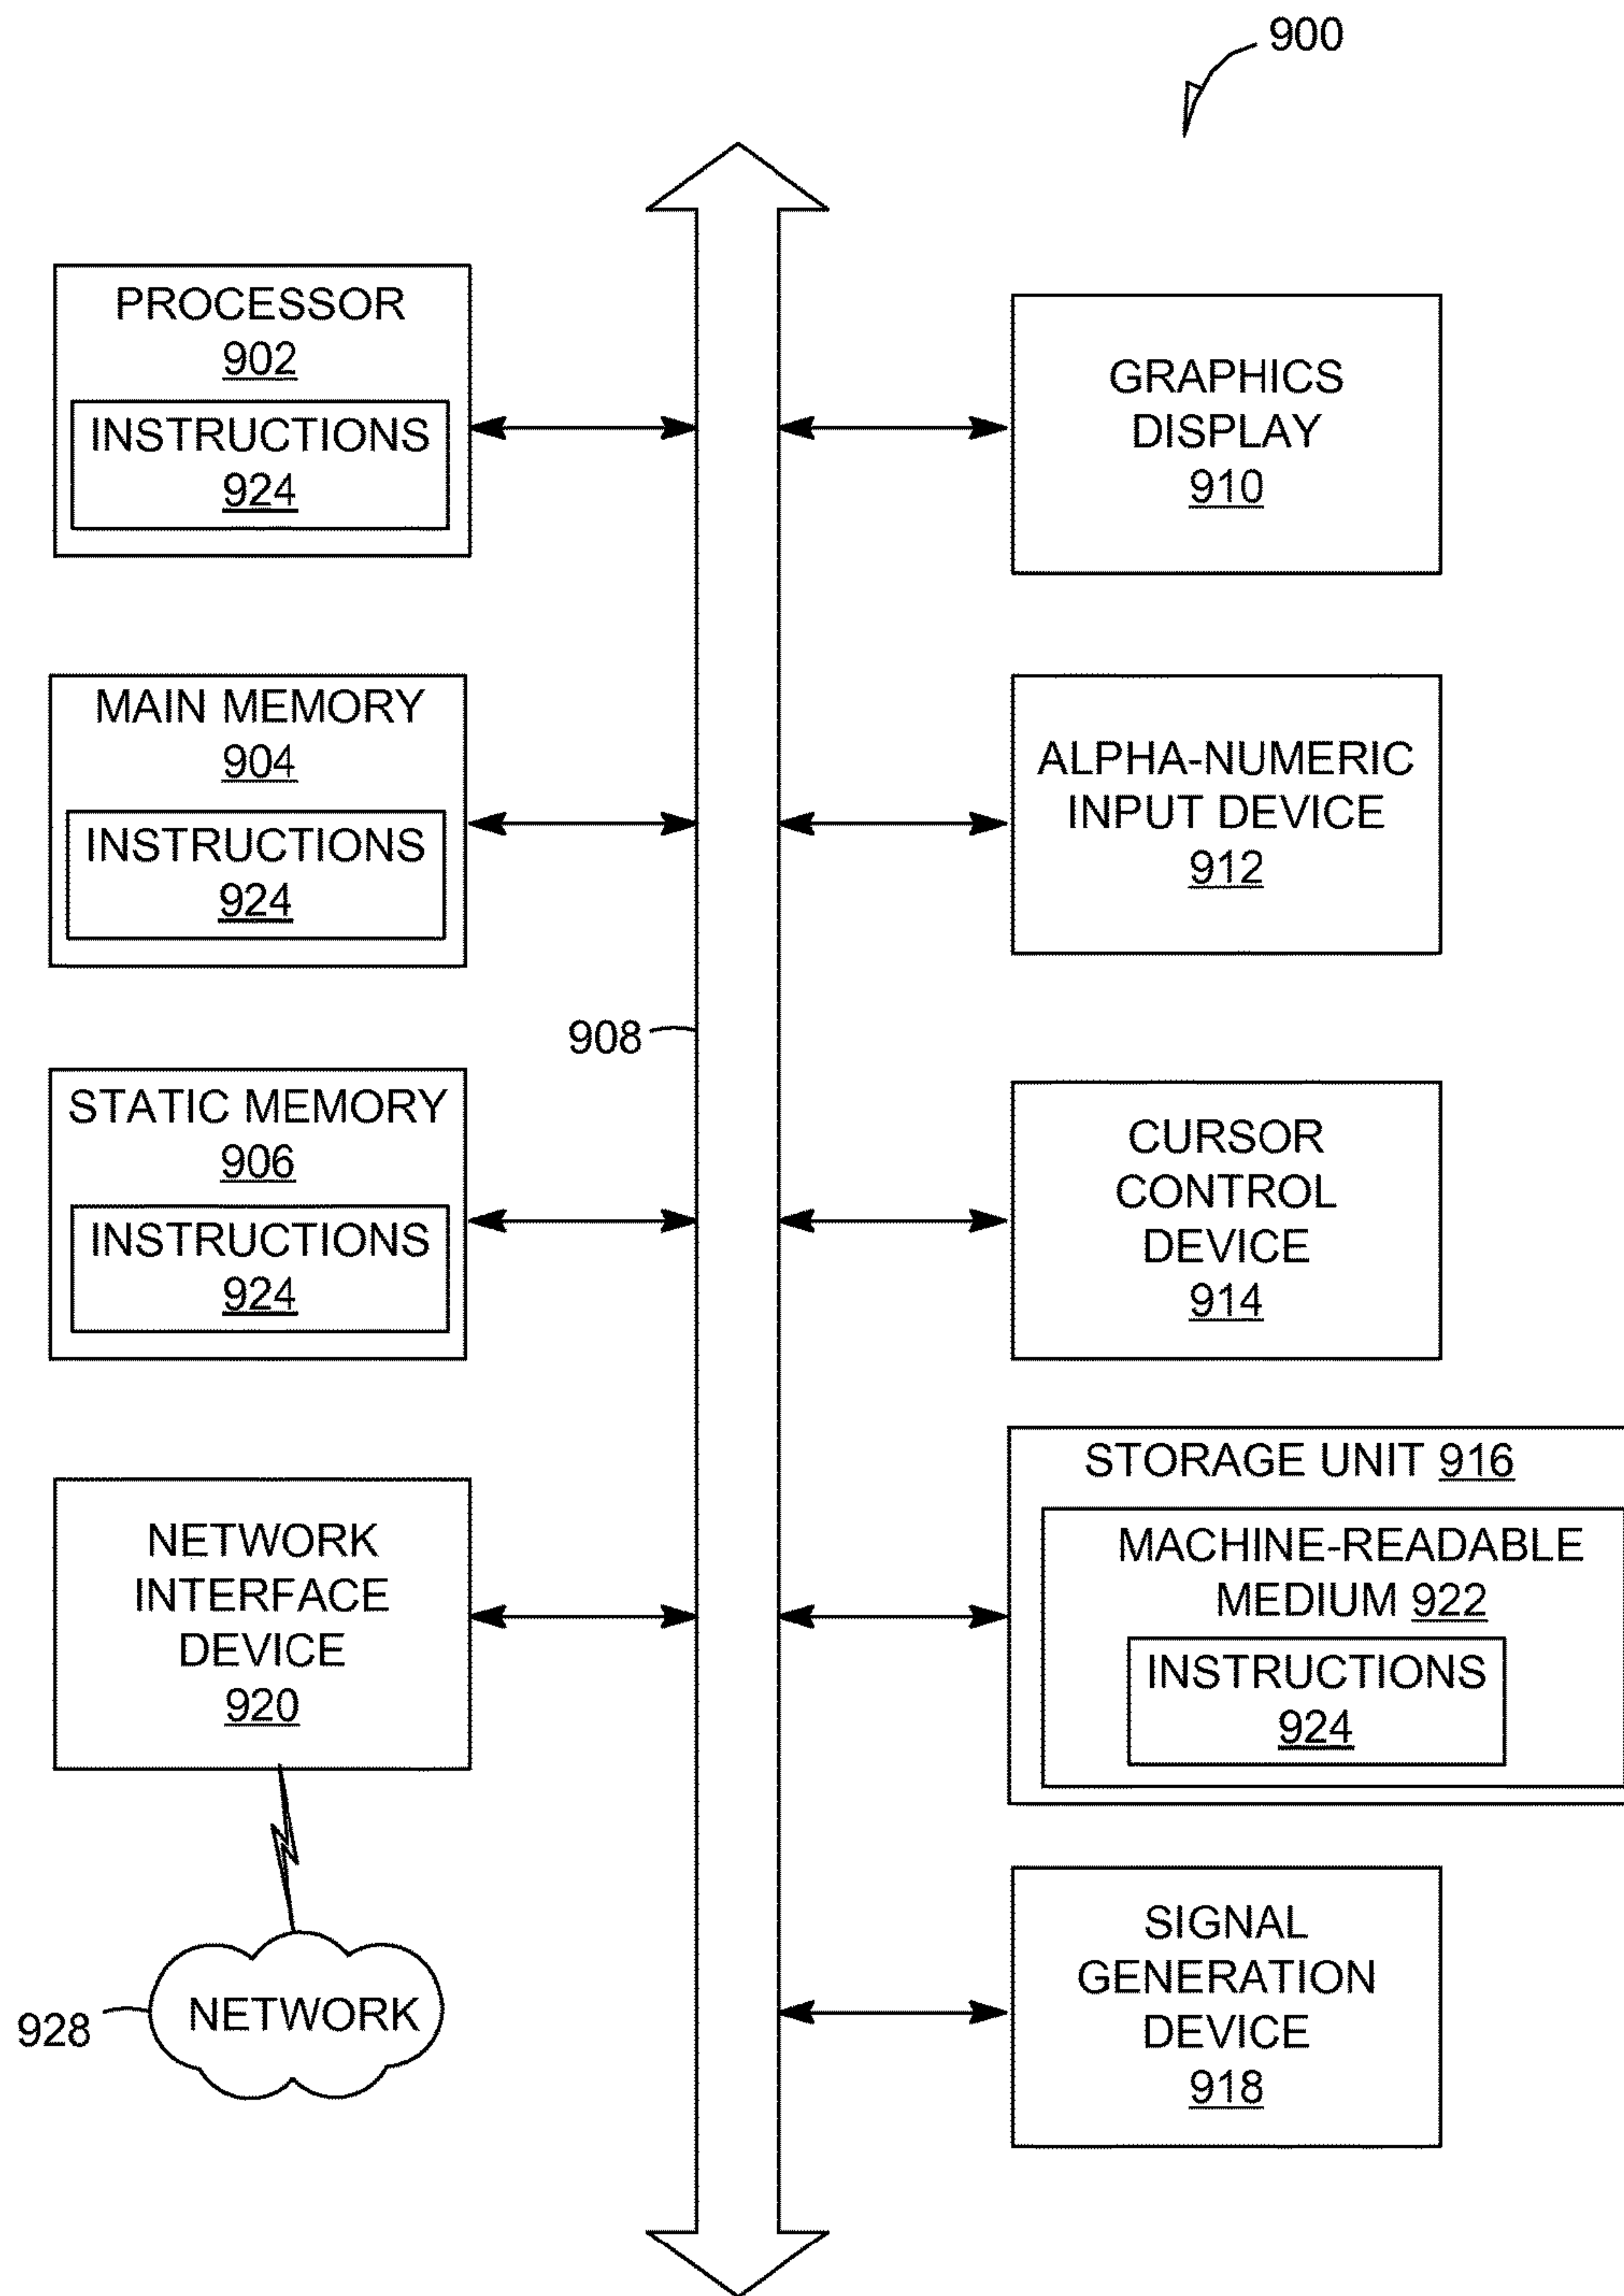 900
PROCESSOR
902
INSTRUCTIONS
924
MAIN MEMORY
904
INSTRUCTIONS
924
908
STATIC MEMORY
906
INSTRUCTIONS
924
NETWORK
INTERFACE
DEVICE
920
928
NETWORK
GRAPHICS
DISPLAY
910
ALPHA-NUMERIC
INPUT DEVICE
912
CURSOR
CONTROL
DEVICE
914
STORAGE UNIT 916
MACHINE-READABLE
MEDIUM 922
INSTRUCTIONS
924
SIGNAL
GENERATION
DEVICE
918